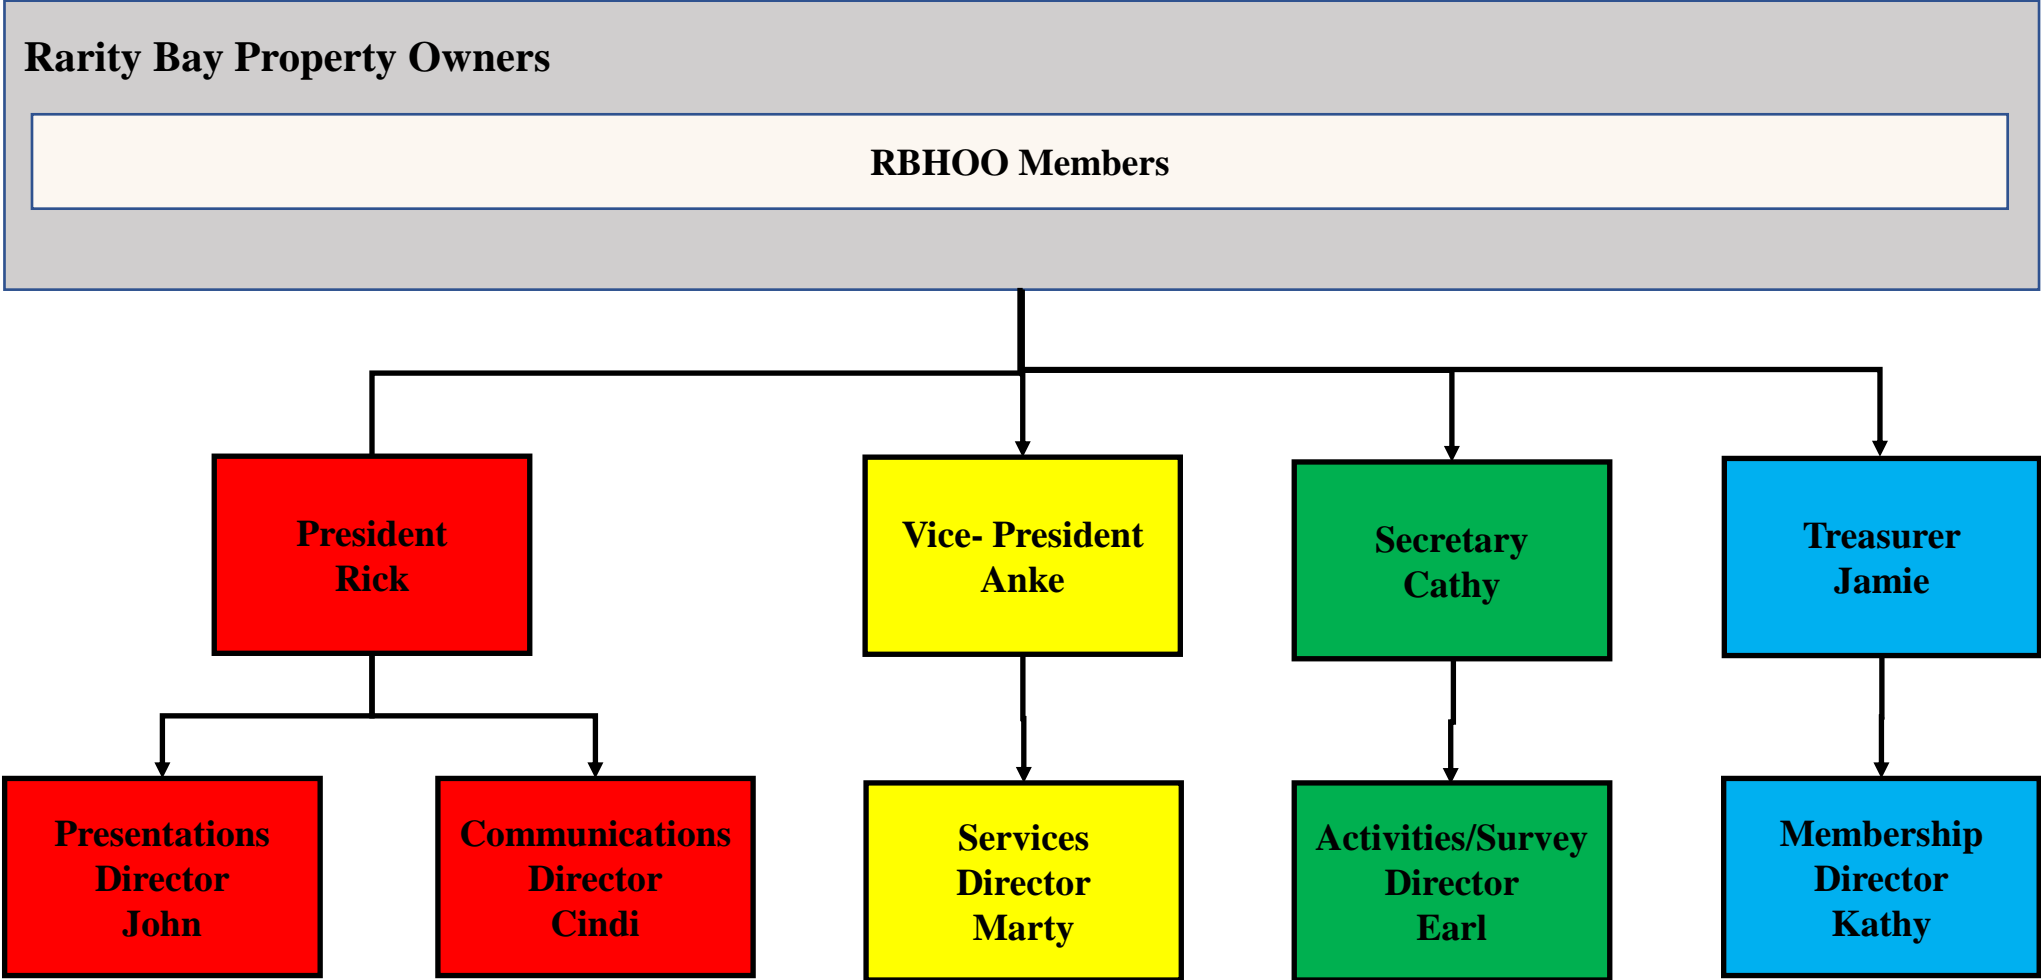 Rarity Bay Property Owners
RBHOO Members
President
Rick
Vice- President
Anke
Secretary
Cathy
Treasurer
Jamie
Presentations
Director
John
Communications
Director
Cindi
Services
Director
Marty
Activities/Survey
Director
Earl
Membership
Director
Kathy